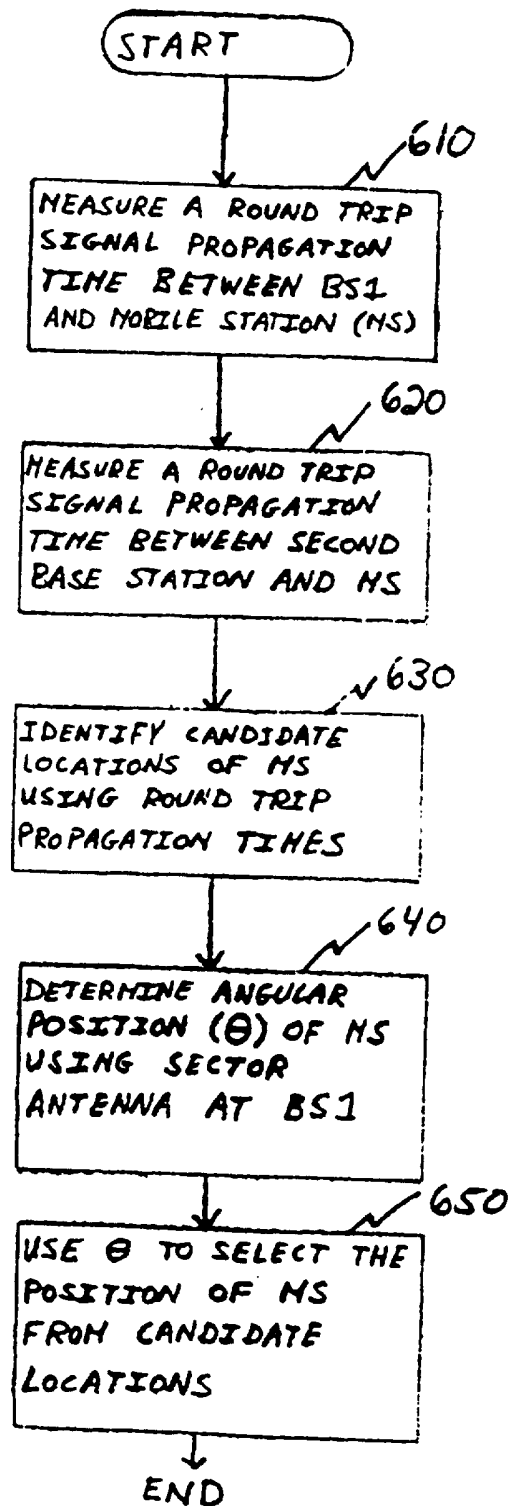 START
610
MEASURE A ROUND TRIP
SIGNAL PROPAGATION
TIME BETWEEN BS1
AND MOBILE STATION (MS)
620
MEASURE A ROUND TRIP
SIGNAL PROPAGATION
TIME BETWEEN SECOND
BASE STATION AND MS
630
IDENTIFY CANDIDATE
LOCATIONS OF MS
USING ROUND TRIP
PROPAGATION TIMES
640
DETERMINE ANGULAR
POSITION (θ) OF MS
USING SECTOR
ANTENNA AT BS1
650
USE θ TO SELECT THE
POSITION OF MS
FROM CANDIDATE
LOCATIONS
END